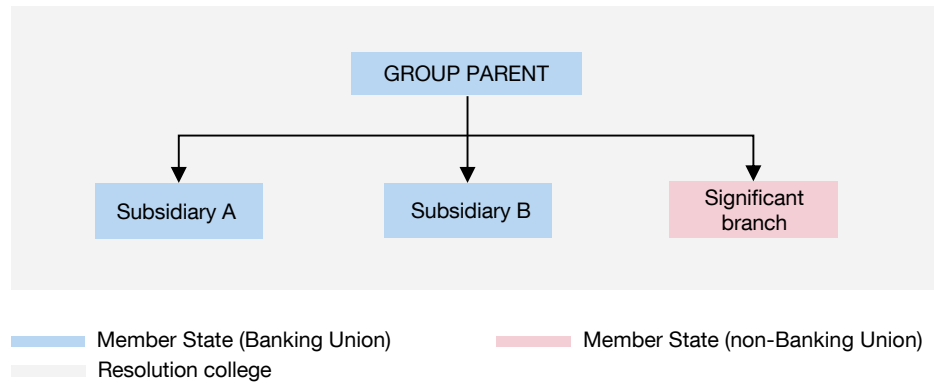 GROUP PARENT
Subsidiary A
Subsidiary B
Significant
branch
Member State (Banking Union)
Member State (non-Banking Union)
Resolution college